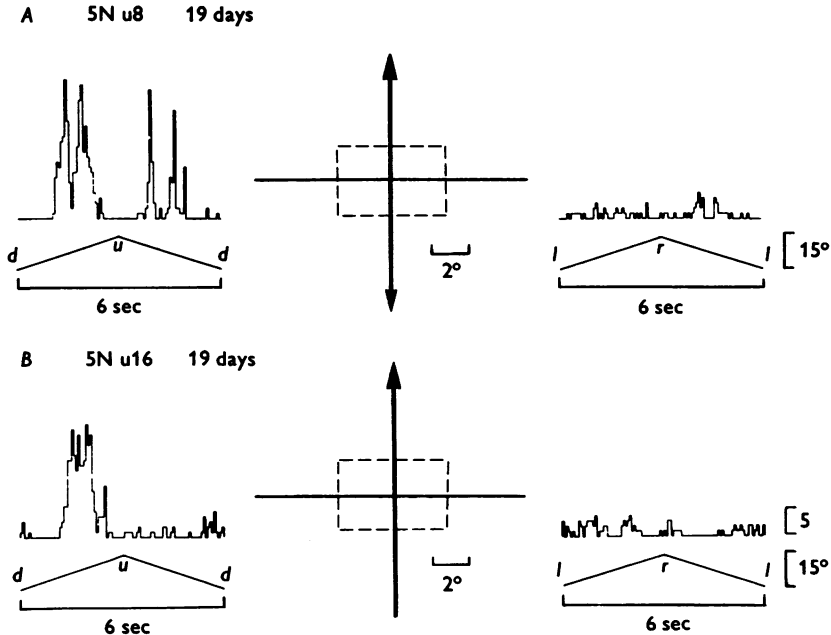 A 5N u8 19 days
d u d
6 sec
2°
l r l
15°
6 sec
B 5N u16 19 days
d u d
6 sec
2°
5
l r l
15°
6 sec